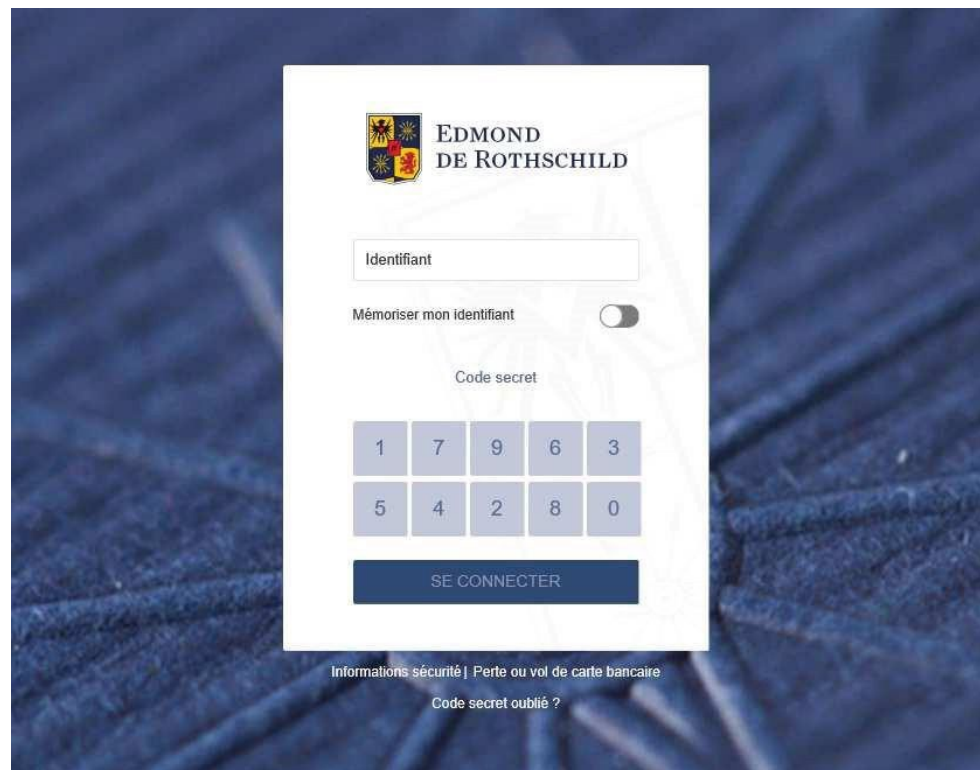 EDMOND
DE ROTHSCHILD
Identifiant
Mémoriser mon identifiant
Code secret
1 7 9 6 3
5 4 2 8 0
SE CONNECTER
Informations sécurité | Perte ou vol de carte bancaire
Code secret oublié ?